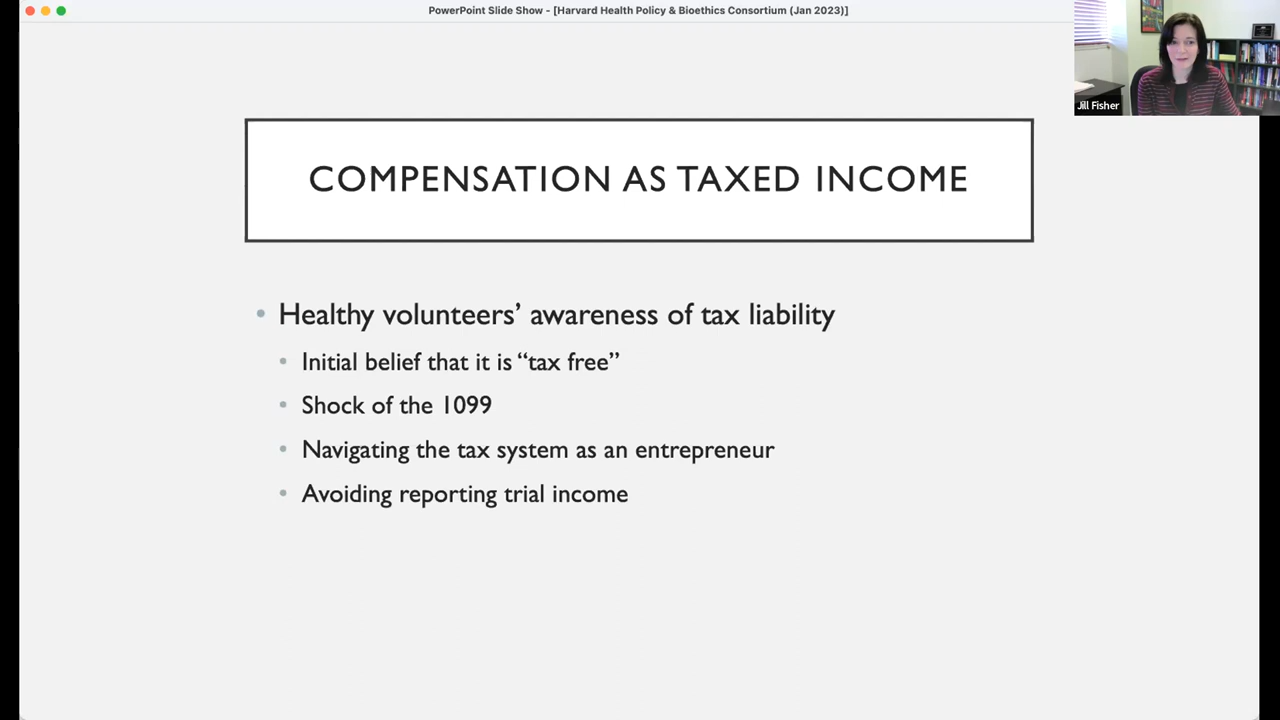 PowerPoint Slide Show - [Harvard Health Policy & Bioethics Consortium (Jan 2023)]
Jill Fisher
COMPENSATION AS TAXED INCOME
• Healthy volunteers’ awareness of tax liability
• Initial belief that it is “tax free”
• Shock of the 1099
• Navigating the tax system as an entrepreneur
• Avoiding reporting trial income